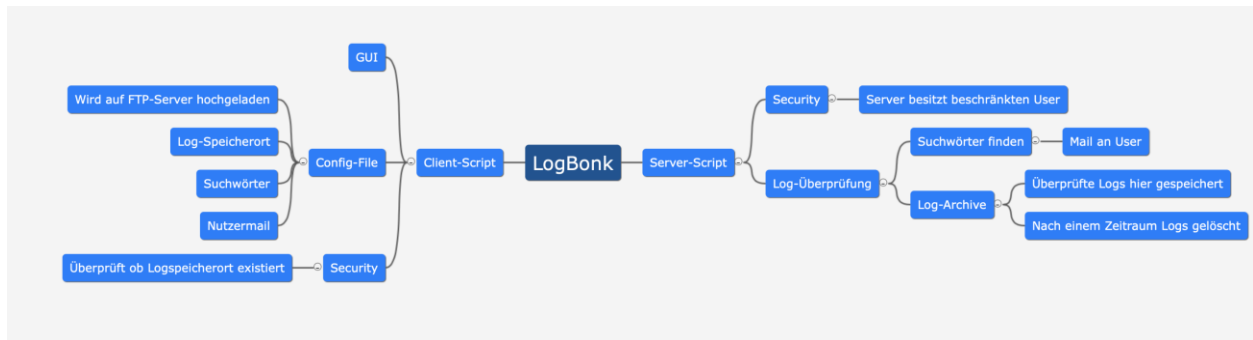 GUI
Wird auf FTP-Server hochgeladen
Log-Speicherort
Suchwörter
Nutzermail
Config-File
Client-Script
Überprüft ob Logspeicherort existiert
Security
LogBonk
Server-Script
Security
Server besitzt beschränkten User
Log-Überprüfung
Suchwörter finden
Mail an User
Log-Archive
Überprüfte Logs hier gespeichert
Nach einem Zeitraum Logs gelöscht